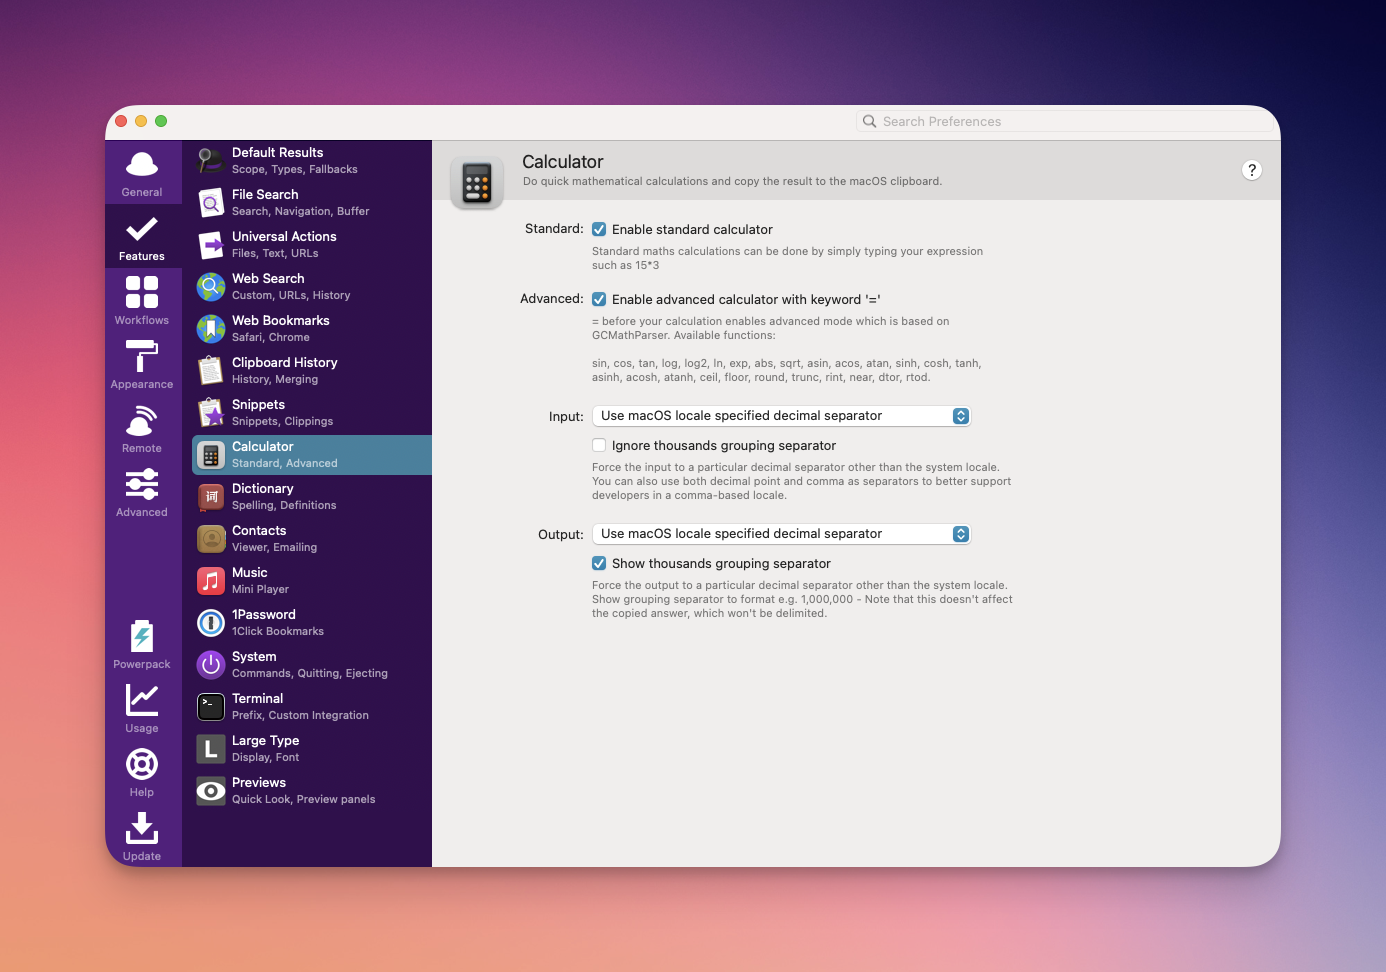 Search Preferences
General
Features
Workflows
Appearance
Remote
Advanced
Powerpack
Usage
Help
Update
Default Results
Scope, Types, Fallbacks
File Search
Search, Navigation, Buffer
Universal Actions
Files, Text, URLs
Web Search
Custom, URLs, History
Web Bookmarks
Safari, Chrome
Clipboard History
History, Merging
Snippets
Snippets, Clippings
Calculator
Standard, Advanced
词
Dictionary
Spelling, Definitions
Contacts
Viewer, Emailing
Music
Mini Player
1Password
1Click Bookmarks
System
Commands, Quitting, Ejecting
>-
Terminal
Prefix, Custom Integration
L
Large Type
Display, Font
Previews
Quick Look, Preview panels
Calculator
Do quick mathematical calculations and copy the result to the macOS clipboard.
?
Standard: Enable standard calculator
Standard maths calculations can be done by simply typing your expression
such as 15*3
Advanced: Enable advanced calculator with keyword '='
= before your calculation enables advanced mode which is based on
GCMathParser. Available functions:
sin, cos, tan, log, log2, ln, exp, abs, sqrt, asin, acos, atan, sinh, cosh, tanh,
asinh, acosh, atanh, ceil, floor, round, trunc, rint, near, dtor, rtod.
Input: Use macOS locale specified decimal separator
Ignore thousands grouping separator
Force the input to a particular decimal separator other than the system locale.
You can also use both decimal point and comma as separators to better support
developers in a comma-based locale.
Output: Use macOS locale specified decimal separator
Show thousands grouping separator
Force the output to a particular decimal separator other than the system locale.
Show grouping separator to format e.g. 1,000,000 - Note that this doesn't affect
the copied answer, which won't be delimited.